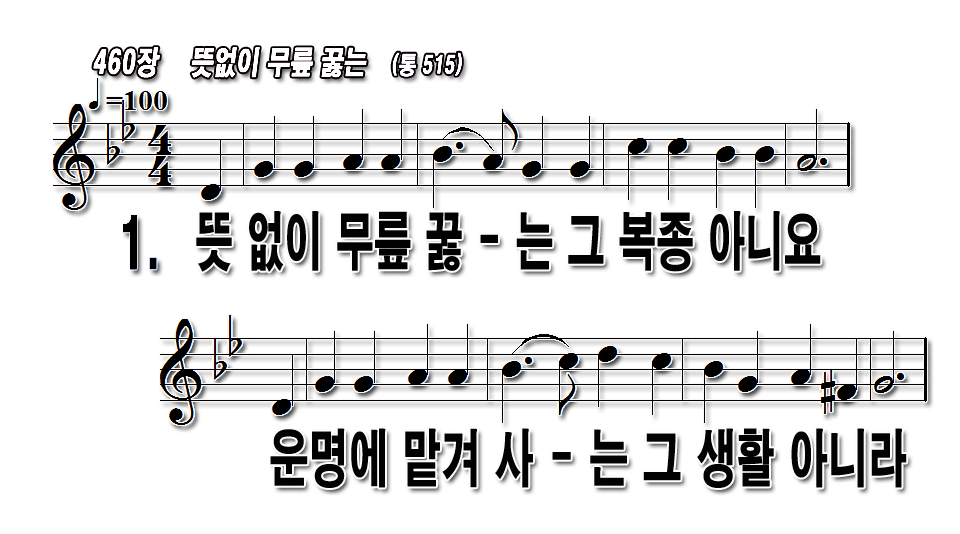 460장 뜻없이 무릎 꿇는 (통 515)
♩=100
4
4
1. 뜻 없이 무릎 꿇 - 는 그 복종 아니요
운명에 맡겨 사 - 는 그 생활 아니라